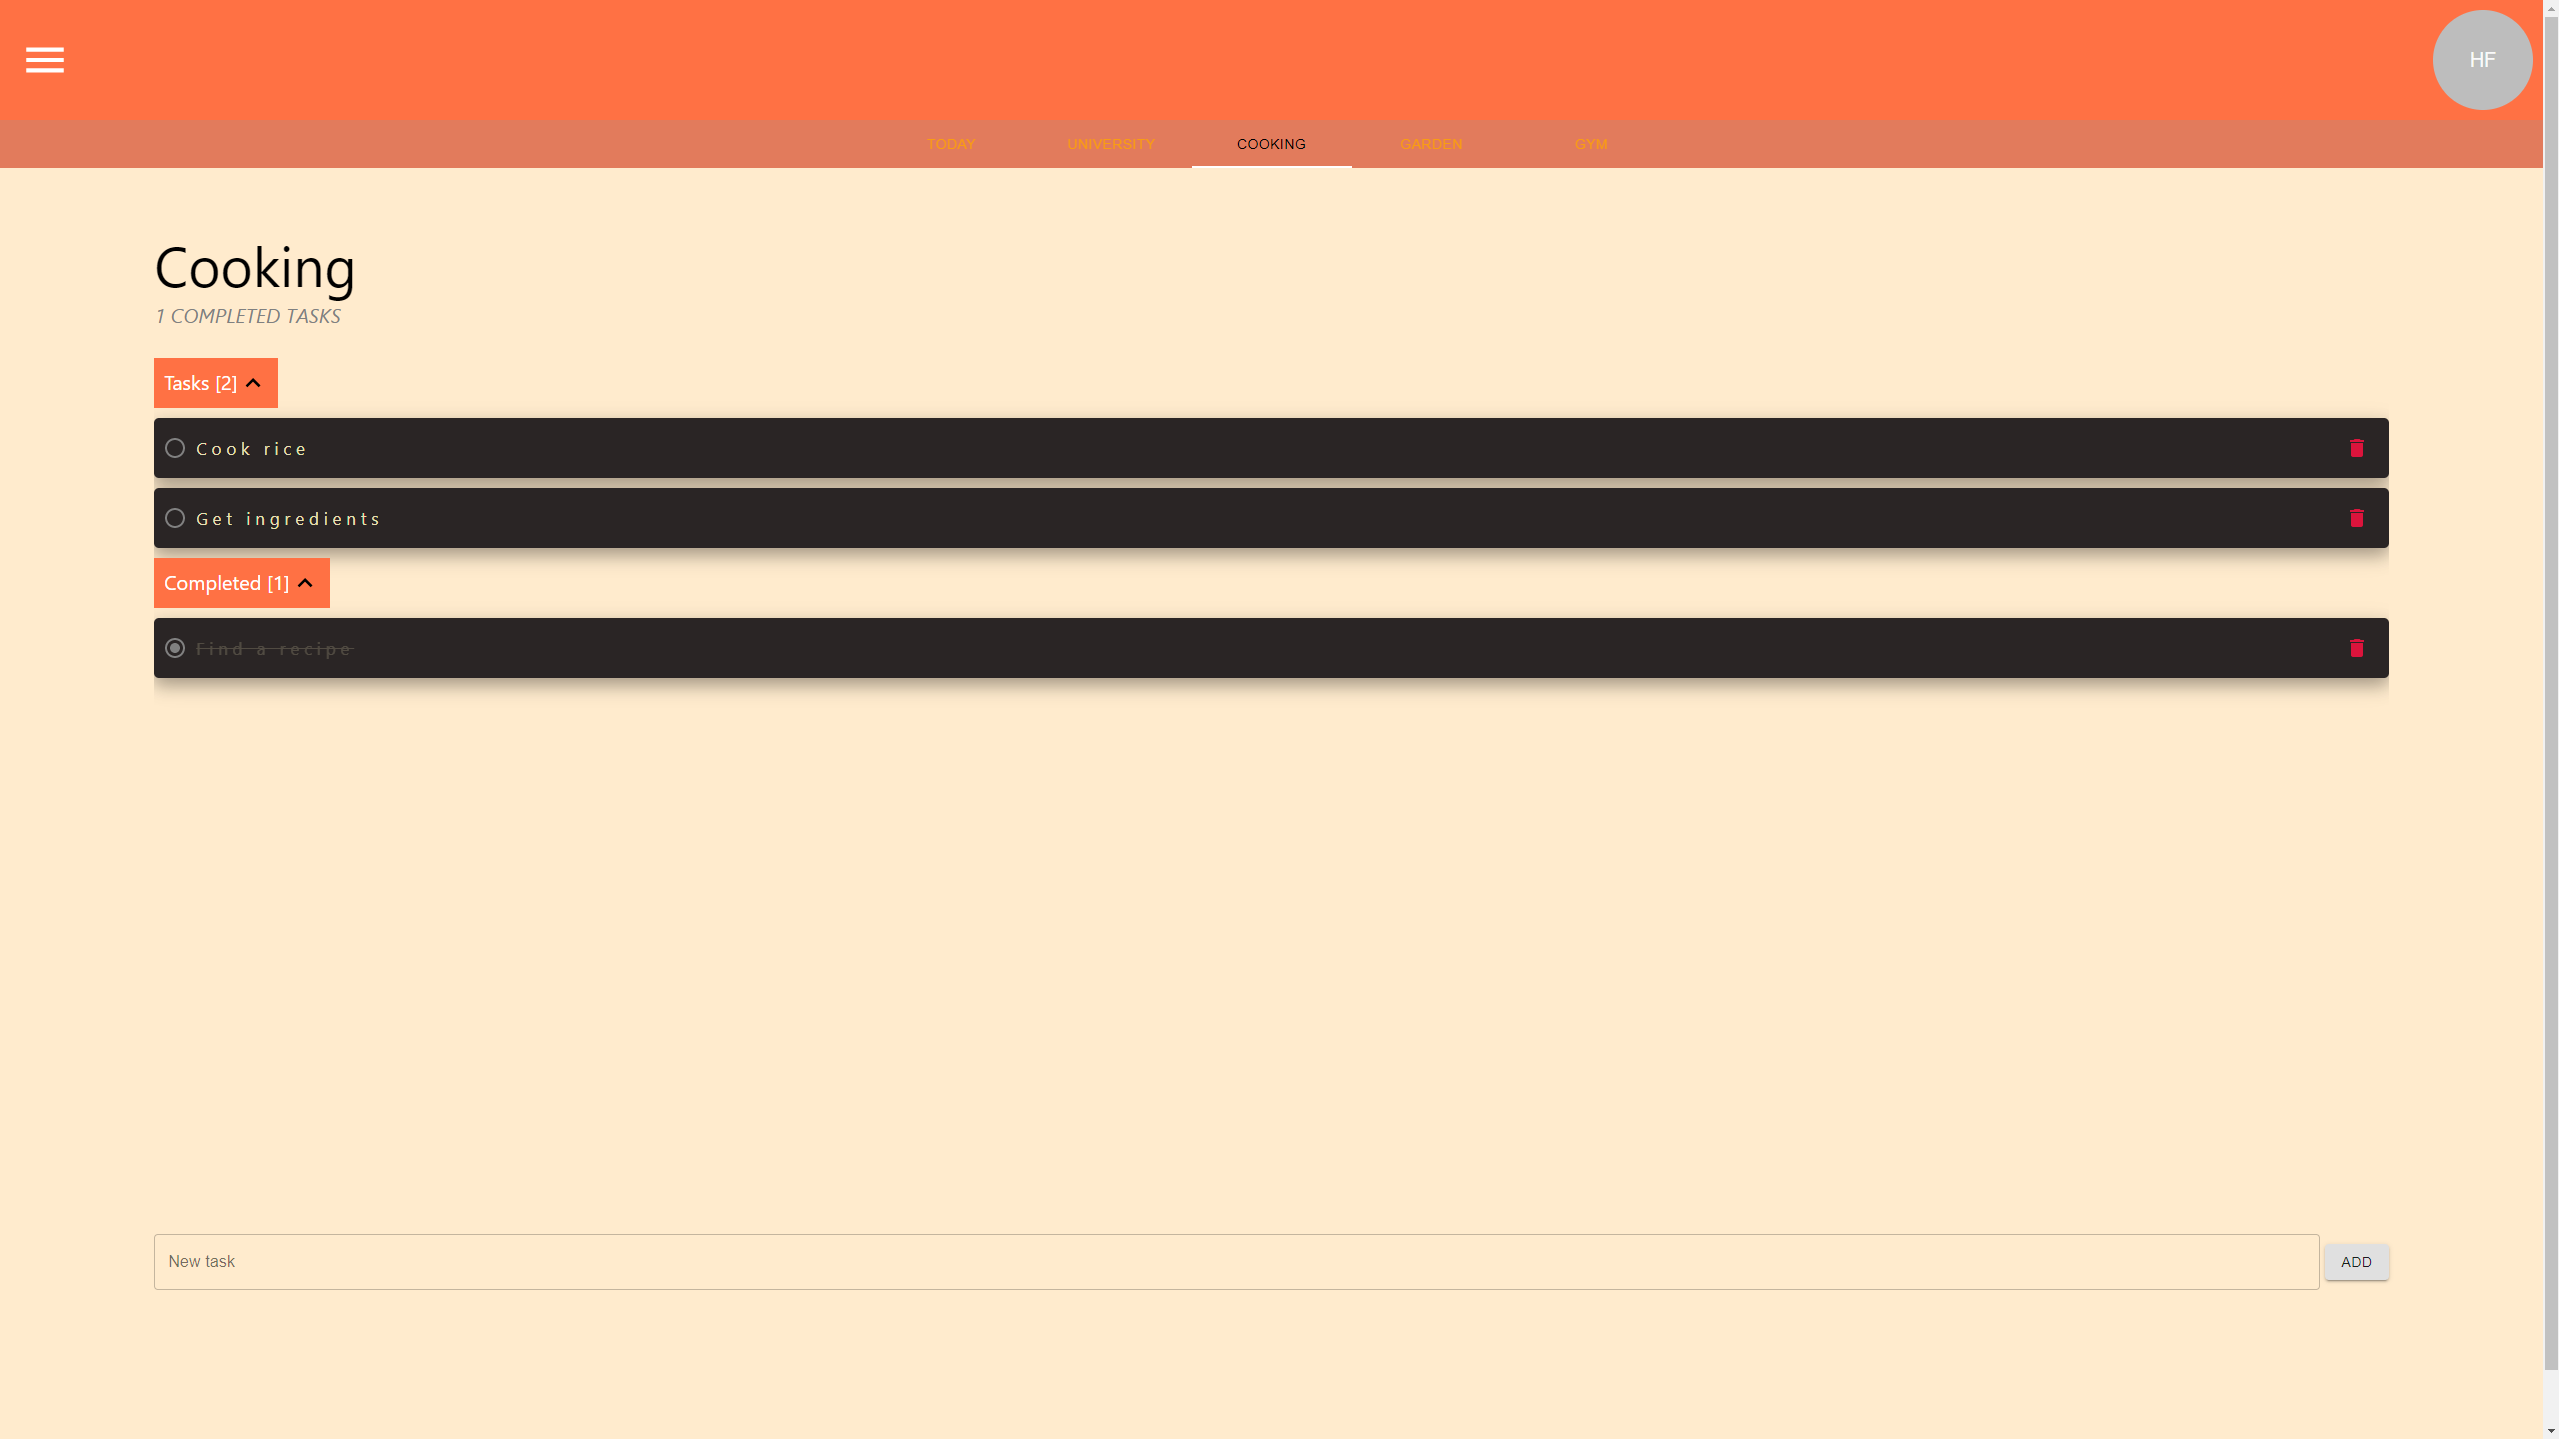 HF
TODAY UNIVERSITY COOKING GARDEN GYM
Cooking
1 COMPLETED TASKS
Tasks [2]
Cook rice
Get ingredients
Completed [1]
Find a recipe
New task ADD